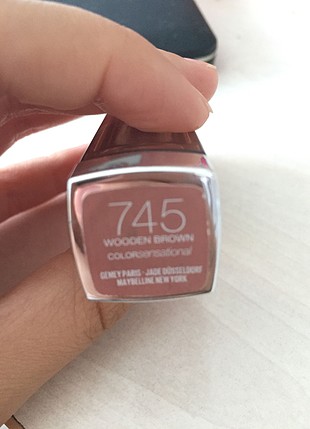 745
WOODEN BROWN
COLORsensational
GEMEY PARIS - JADE DÜSSELDORF
MAYBELLINE NEW YORK